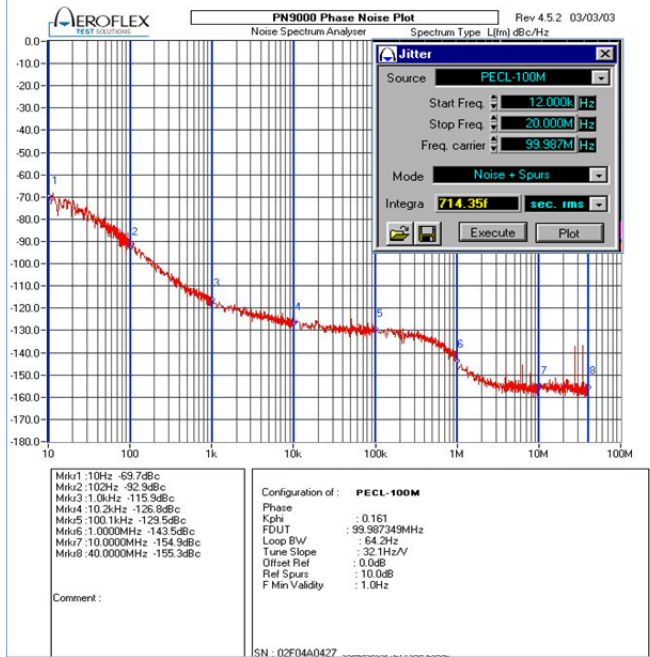 AEROFLEX
TEST SOLUTIONS
PN9000 Phase Noise Plot
Rev 4.5.2 03/03/03
Noise Spectrum Analyser
Spectrum Type L(fm) dBc/Hz
0.0
-10.0
-20.0
-30.0
-40.0
-50.0
-60.0
-70.0
-80.0
-90.0
-100.0
-110.0
-120.0
-130.0
-140.0
-150.0
-160.0
-170.0
-180.0
1
2
3
4
5
6
7
8
10
100
1k
10k
100k
1M
10M
100M
Jitter
Source PECL-100M
Start Freq. 12.000k Hz
Stop Freq. 20.000M Hz
Freq. carrier 99.987M Hz
Mode Noise + Spurs
Integra 714.35f sec. rms
Execute Plot
Mrkr1 :10Hz -69.7dBc
Mrkr2 :102Hz -92.9dBc
Mrkr3 :1.0kHz -115.9dBc
Mrkr4 :10.2kHz -126.8dBc
Mrkr5 :100.1kHz -129.5dBc
Mrkr6 :1.0000MHz -143.5dBc
Mrkr7 :10.0000MHz -154.9dBc
Mrkr8 :40.0000MHz -155.3dBc
Comment :
Configuration of : PECL-100M
Phase
Kphi : 0.161
FDUT : 99.987349MHz
Loop BW : 64.2Hz
Tune Slope : 32.1Hz/V
Offset Ref : 0.0dB
Ref Spurs : 10.0dB
F Min Validity : 1.0Hz
SN : 02F04A0427